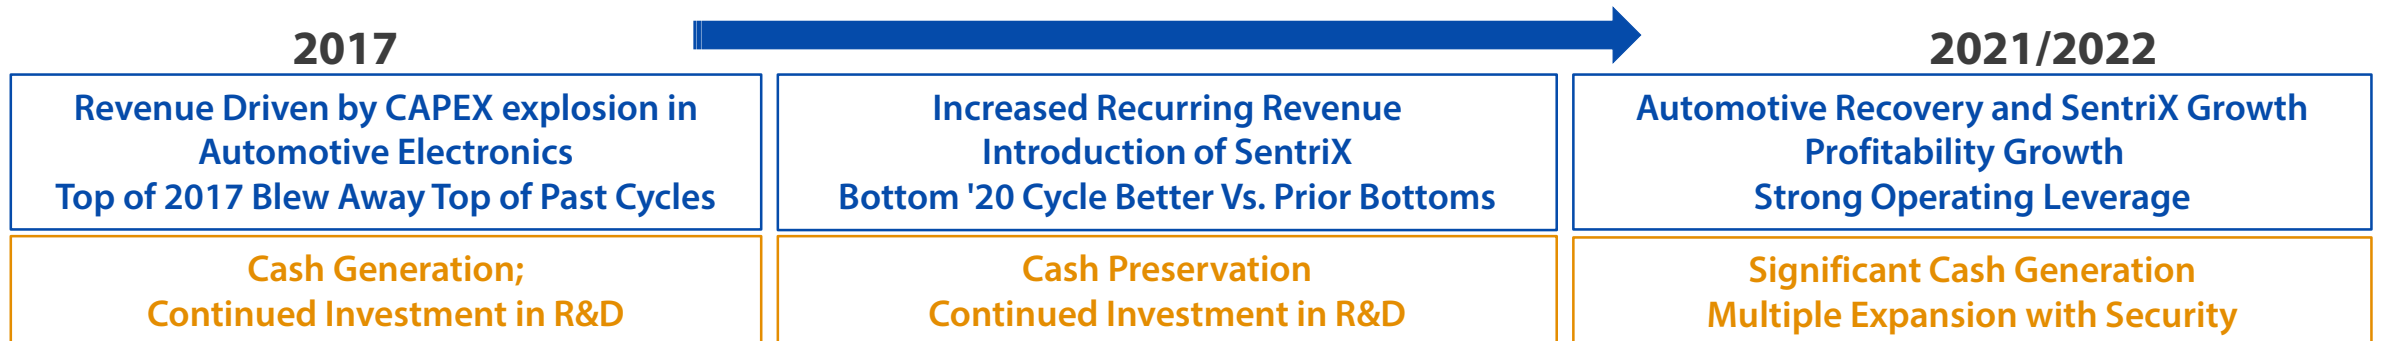 2017
2021/2022
Revenue Driven by CAPEX explosion in
Automotive Electronics
Top of 2017 Blew Away Top of Past Cycles
Increased Recurring Revenue
Introduction of SentriX
Bottom '20 Cycle Better Vs. Prior Bottoms
Automotive Recovery and SentriX Growth
Profitability Growth
Strong Operating Leverage
Cash Generation;
Continued Investment in R&D
Cash Preservation
Continued Investment in R&D
Significant Cash Generation
Multiple Expansion with Security